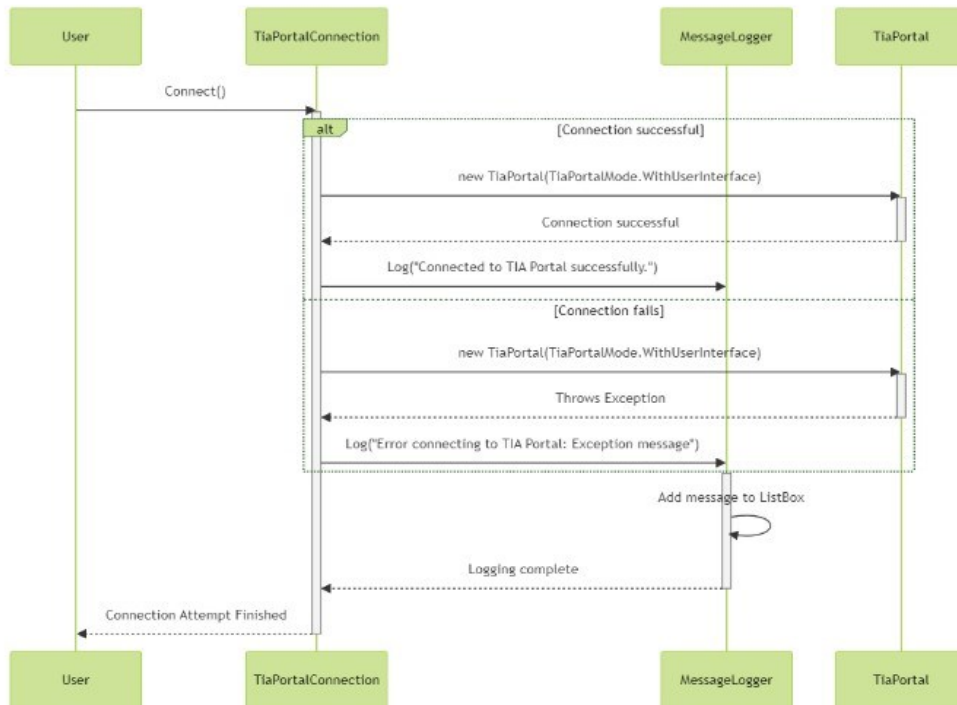 User
TiaPortalConnection
MessageLogger
TiaPortal
Connect()
alt
[Connection successful]
new TiaPortal(TiaPortalMode.WithUserInterface)
Connection successful
Log("Connected to TIA Portal successfully.")
[Connection fails]
new TiaPortal(TiaPortalMode.WithUserInterface)
Throws Exception
Log("Error connecting to TIA Portal: Exception message")
Add message to ListBox
Logging complete
Connection Attempt Finished
User
TiaPortalConnection
MessageLogger
TiaPortal